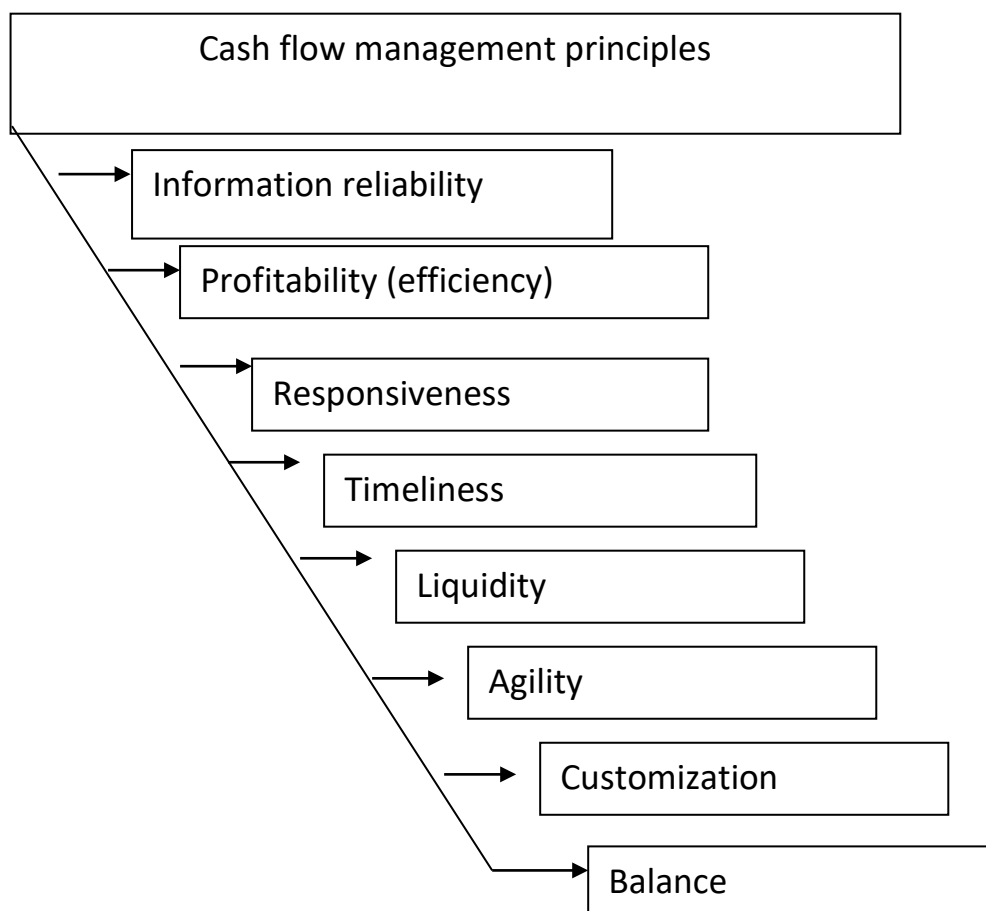 Cash flow management principles
Information reliability
Profitability (efficiency)
Responsiveness
Timeliness
Liquidity
Agility
Customization
Balance